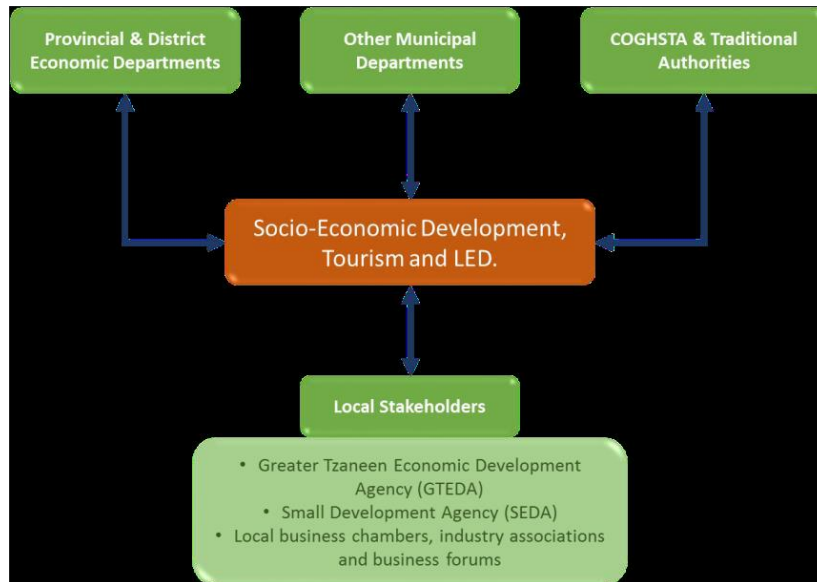 Provincial & District
Economic Departments
Other Municipal
Departments
COGHSTA & Traditional
Authorities
Socio-Economic Development,
Tourism and LED.
Local Stakeholders
• Greater Tzaneen Economic Development
Agency (GTEDA)
• Small Development Agency (SEDA)
• Local business chambers, industry associations
and business forums